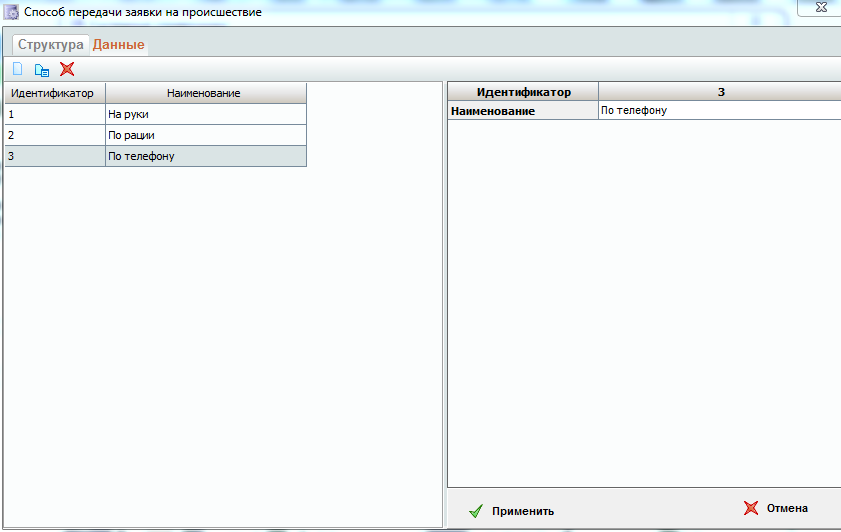 Способ передачи заявки на происшествие
Структура Данные
Идентификатор Наименование
1 На руки
2 По рации
3 По телефону
Идентификатор 3
Наименование По телефону
Применить Отмена